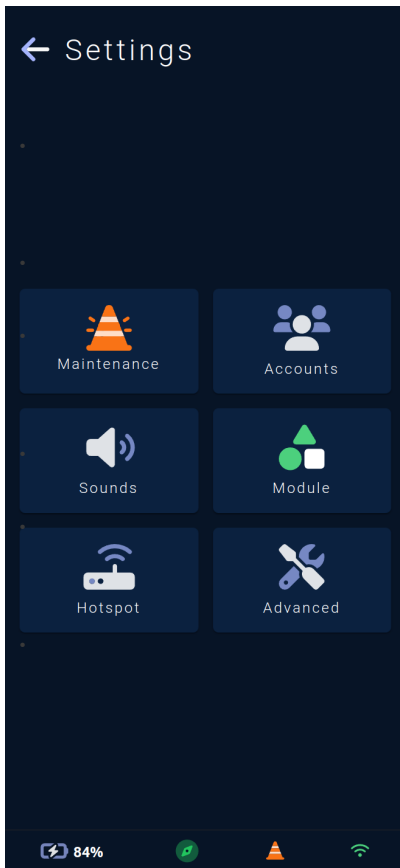 Settings
Maintenance
Accounts
Sounds
Module
Hotspot
Advanced
84%